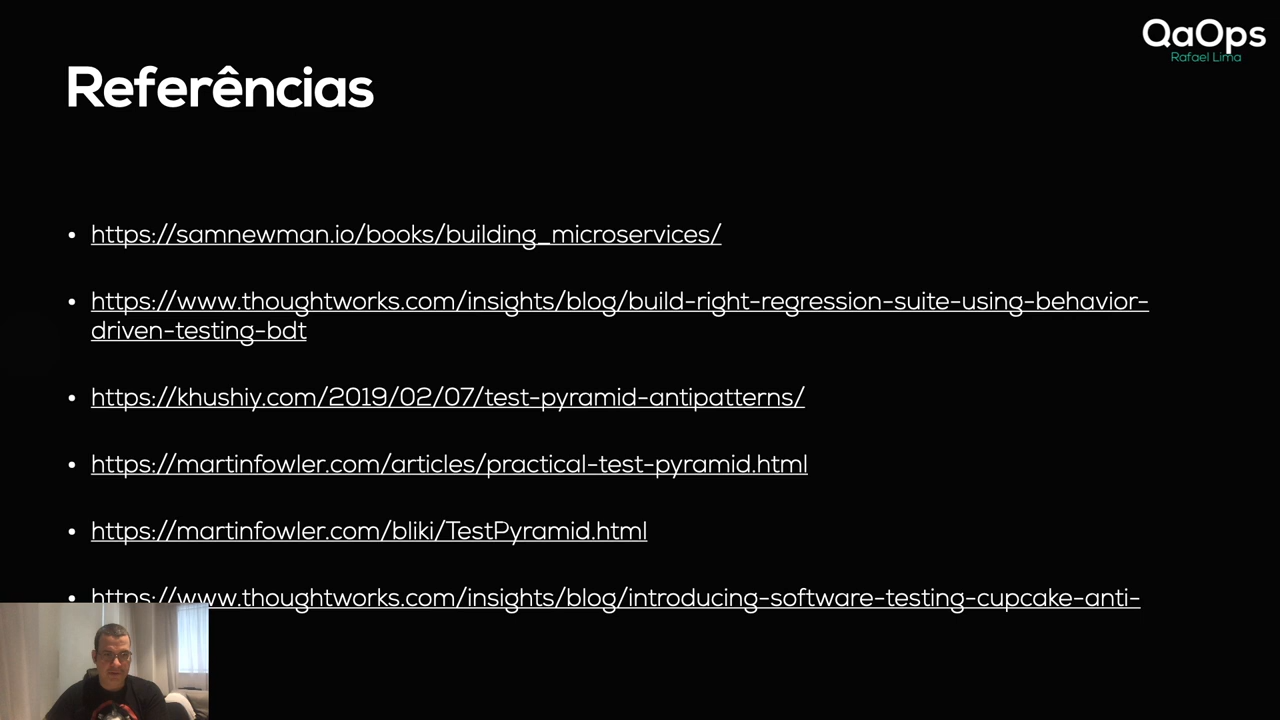 QaOps
Rafael Lima
Referências
• https://samnewman.io/books/building_microservices/
• https://www.thoughtworks.com/insights/blog/build-right-regression-suite-using-behavior-
driven-testing-bdt
• https://khushiy.com/2019/02/07/test-pyramid-antipatterns/
• https://martinfowler.com/articles/practical-test-pyramid.html
• https://martinfowler.com/bliki/TestPyramid.html
• https://www.thoughtworks.com/insights/blog/introducing-software-testing-cupcake-anti-